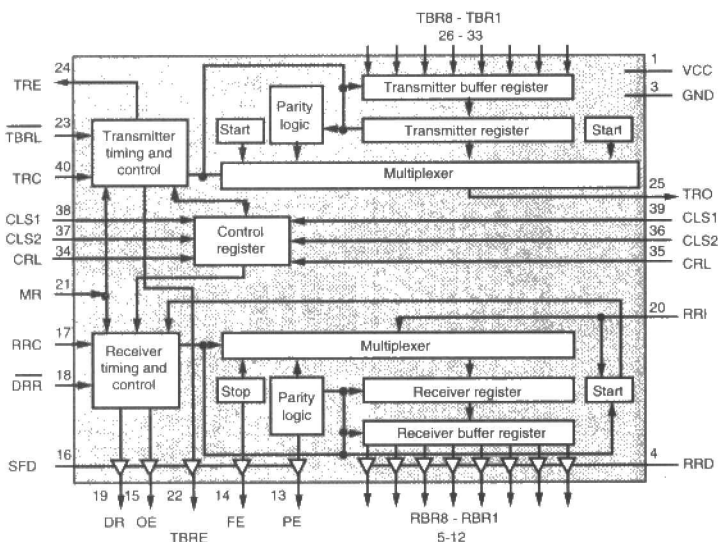 TBR8 - TBR1
26 - 33
24
TRE
1
VCC
Transmitter buffer register
3
GND
23
TBRL
Transmitter
timing and
control
Start
Parity
logic
Transmitter register
Start
40
TRC
Multiplexer
25
TRO
38
CLS1
39
CLS1
37
CLS2
Control
register
36
CLS2
34
CRL
35
CRL
21
MR
20
RRI
17
RRC
Receiver
timing and
control
Multiplexer
18
DRR
Stop
Parity
logic
Receiver register
Start
Receiver buffer register
16
SFD
4
RRD
19
15
22
14
13
DR
OE
TBRE
FE
PE
RBR8 - RBR1
5-12